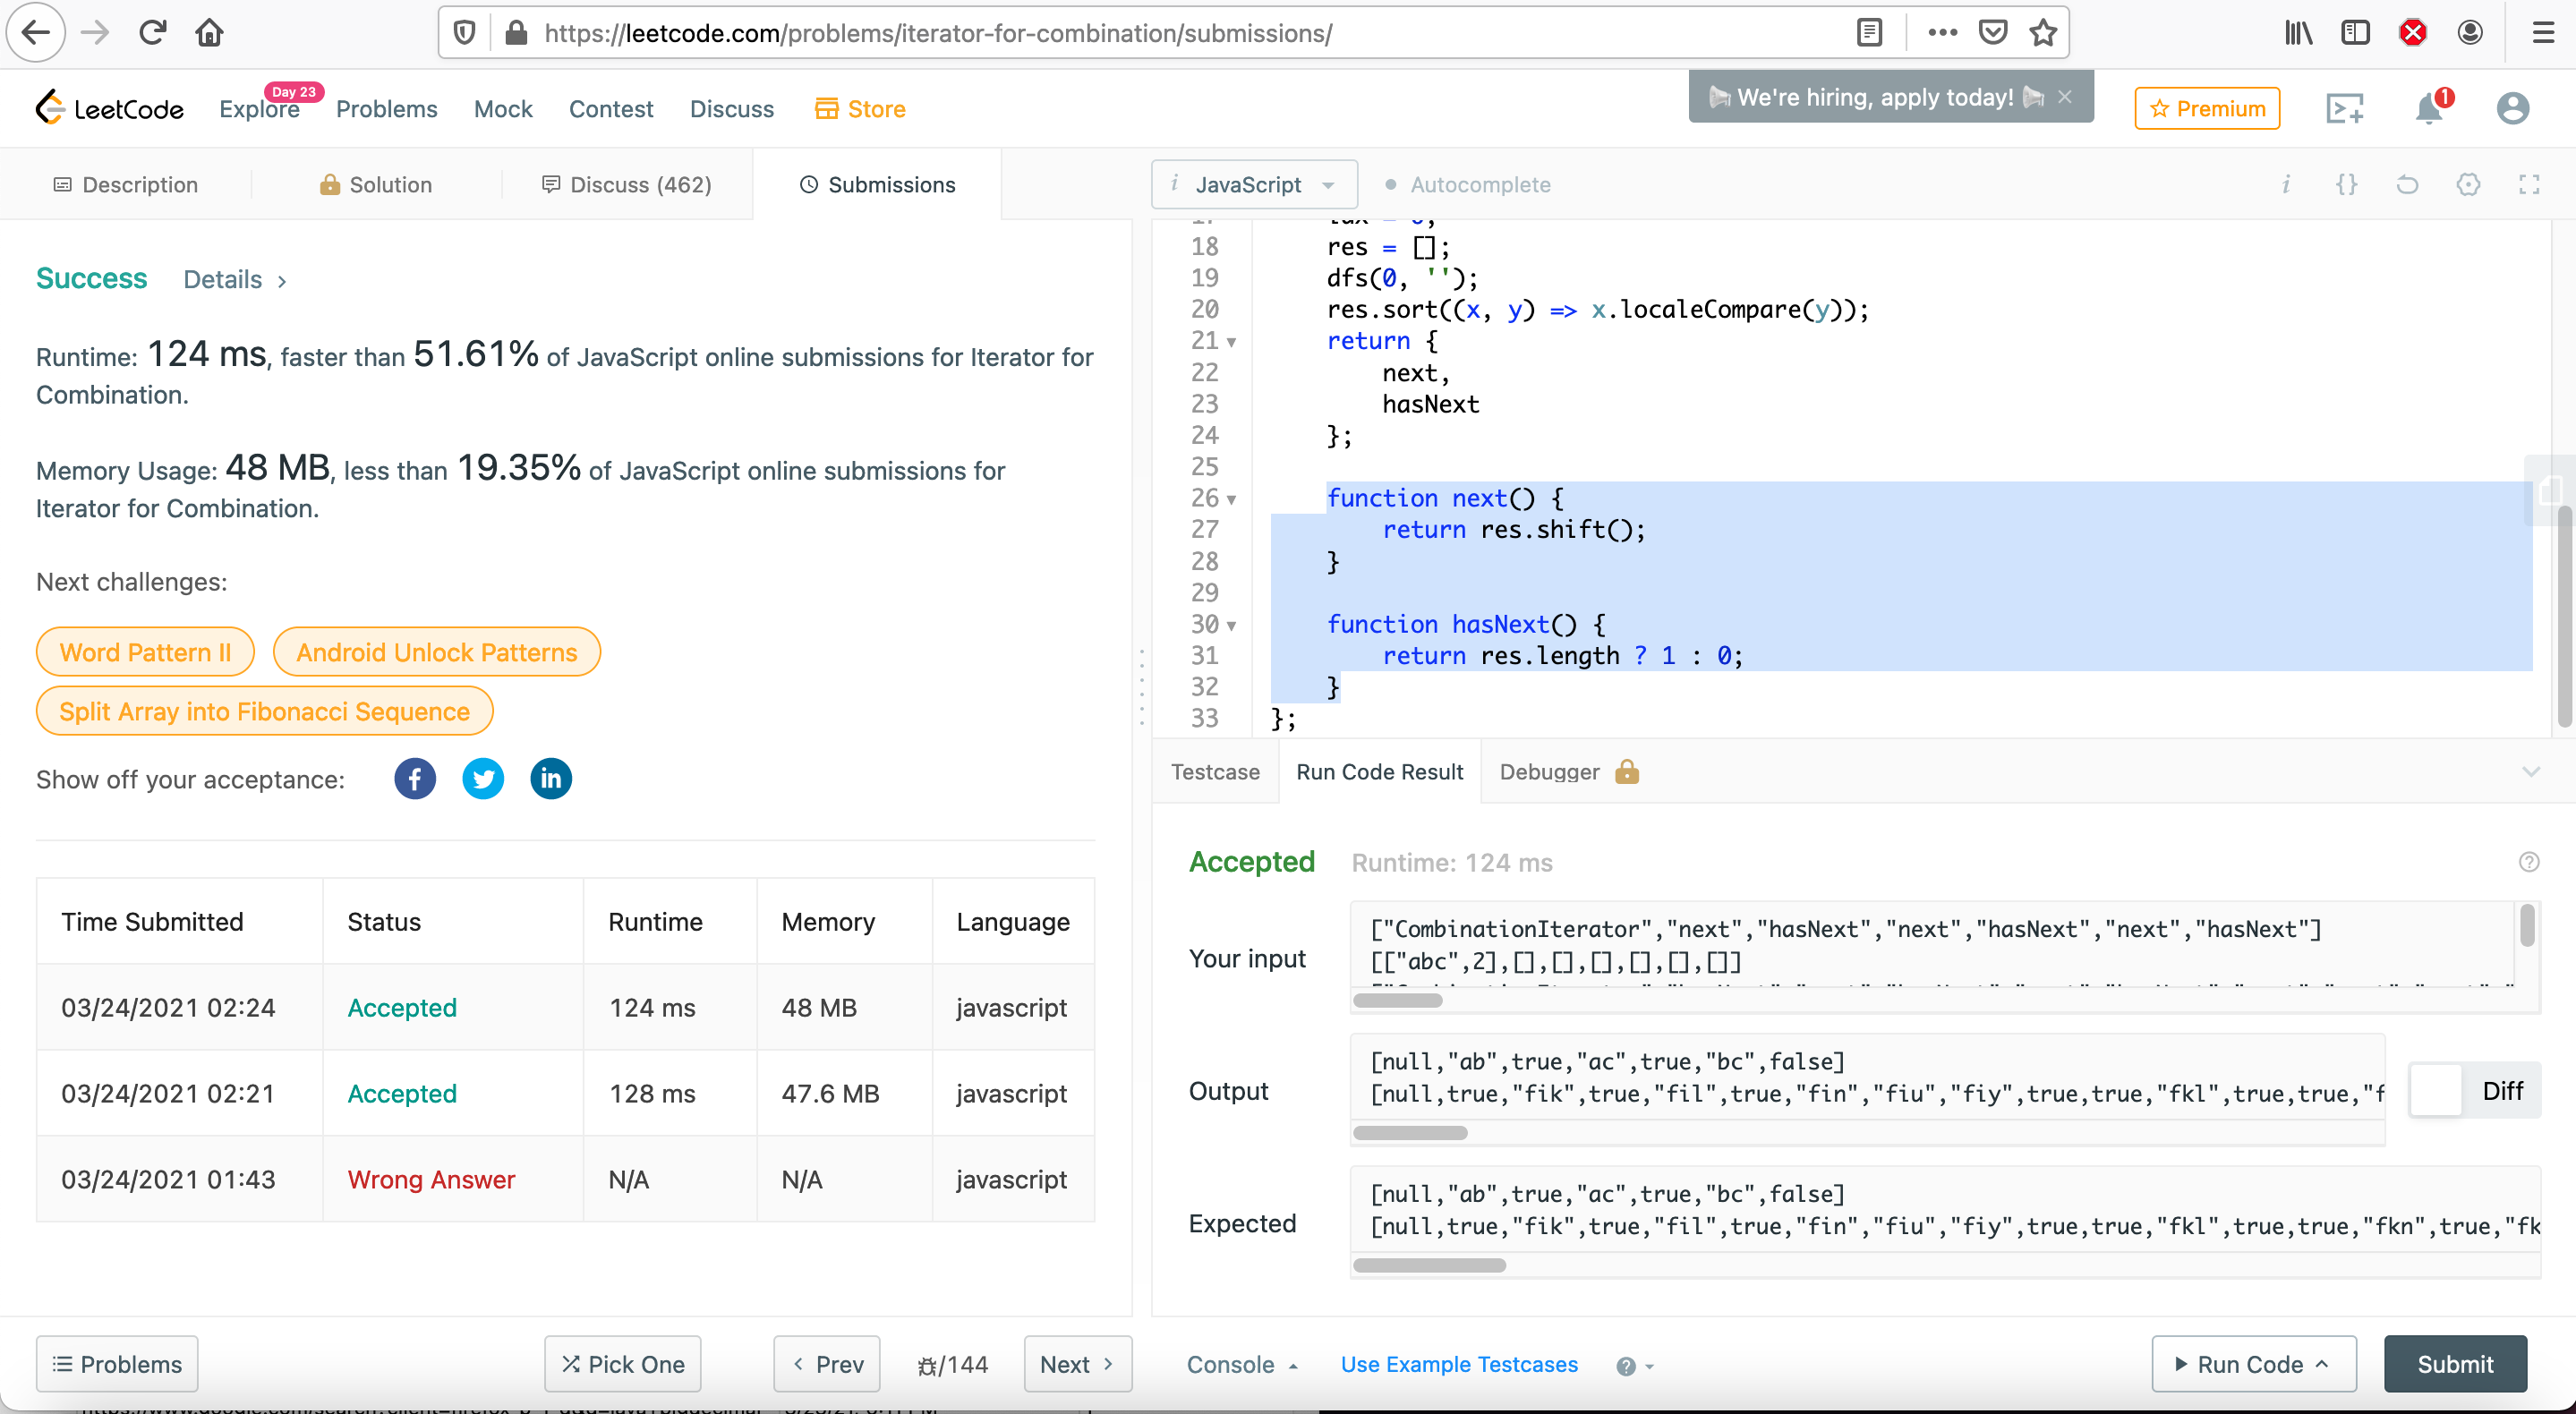 https://leetcode.com/problems/iterator-for-combination/submissions/
LeetCode
Explore
Day 23
Problems
Mock
Contest
Discuss
Store
We're hiring, apply today!
Premium
1
Description
Solution
Discuss (462)
Submissions
Success
Details
Runtime: 124 ms, faster than 51.61% of JavaScript online submissions for Iterator for
Combination.
Memory Usage: 48 MB, less than 19.35% of JavaScript online submissions for
Iterator for Combination.
Next challenges:
Word Pattern II
Android Unlock Patterns
Split Array into Fibonacci Sequence
Show off your acceptance:
Time Submitted Status Runtime Memory Language
03/24/2021 02:24 Accepted 124 ms 48 MB javascript
03/24/2021 02:21 Accepted 128 ms 47.6 MB javascript
03/24/2021 01:43 Wrong Answer N/A N/A javascript
Problems
Pick One
Prev
/144
Next
i JavaScript
Autocomplete
18 res = [];
19 dfs(0, '');
20 res.sort((x, y) => x.localeCompare(y));
21 return {
22 next,
23 hasNext
24 };
25
26 function next() {
27 return res.shift();
28 }
29
30 function hasNext() {
31 return res.length ? 1 : 0;
32 }
33 };
Testcase
Run Code Result
Debugger
Accepted
Runtime: 124 ms
Your input
["CombinationIterator","next","hasNext","next","hasNext","next","hasNext"]
[["abc",2],[],[],[],[],[],[]]
Output
[null,"ab",true,"ac",true,"bc",false]
[null,true,"fik",true,"fil",true,"fin","fiu","fiy",true,true,"fkl",true,true,"f
Diff
Expected
[null,"ab",true,"ac",true,"bc",false]
[null,true,"fik",true,"fil",true,"fin","fiu","fiy",true,true,"fkl",true,true,"fkn",true,"fk
Console
Use Example Testcases
Run Code
Submit